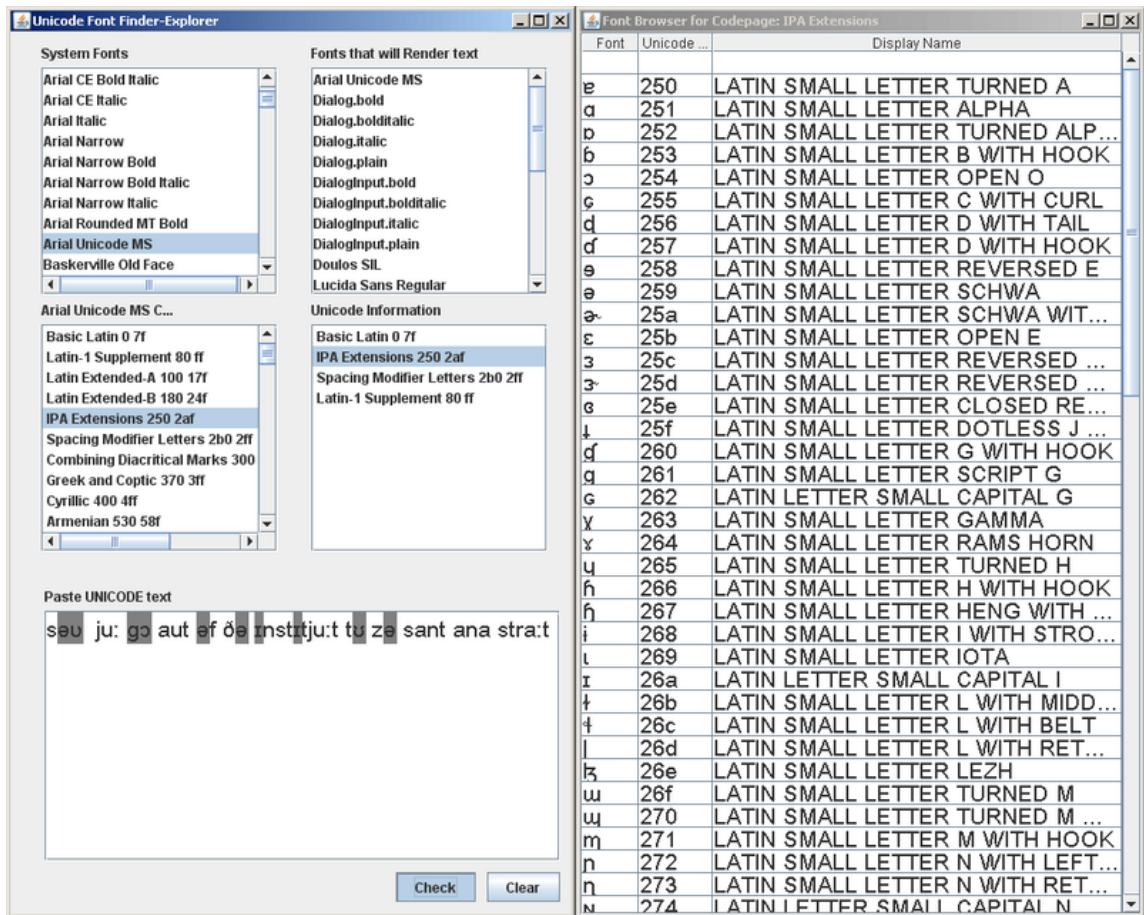 Unicode Font Finder-Explorer
System Fonts
Arial CE Bold Italic
Arial CE Italic
Arial Italic
Arial Narrow
Arial Narrow Bold
Arial Narrow Bold Italic
Arial Narrow Italic
Arial Rounded MT Bold
Arial Unicode MS
Baskerville Old Face
Fonts that will Render text
Arial Unicode MS
Dialog.bold
Dialog.bolditalic
Dialog.italic
Dialog.plain
DialogInput.bold
DialogInput.bolditalic
DialogInput.italic
DialogInput.plain
Doulos SIL
Lucida Sans Regular
Arial Unicode MS C...
Basic Latin 0 7f
Latin-1 Supplement 80 ff
Latin Extended-A 100 17f
Latin Extended-B 180 24f
IPA Extensions 250 2af
Spacing Modifier Letters 2b0 2ff
Combining Diacritical Marks 300
Greek and Coptic 370 3ff
Cyrillic 400 4ff
Armenian 530 58f
Unicode Information
Basic Latin 0 7f
IPA Extensions 250 2af
Spacing Modifier Letters 2b0 2ff
Latin-1 Supplement 80 ff
Paste UNICODE text
səʊ juː gɔ aut əf ðə ɪnstɪtjuːt tʊ zə sant ana straːt
Check Clear
Font Browser for Codepage: IPA Extensions
Font Unicode ... Display Name
ɐ 250 LATIN SMALL LETTER TURNED A
ɑ 251 LATIN SMALL LETTER ALPHA
ɒ 252 LATIN SMALL LETTER TURNED ALP...
ɓ 253 LATIN SMALL LETTER B WITH HOOK
ɔ 254 LATIN SMALL LETTER OPEN O
ɕ 255 LATIN SMALL LETTER C WITH CURL
ɖ 256 LATIN SMALL LETTER D WITH TAIL
ɗ 257 LATIN SMALL LETTER D WITH HOOK
ɘ 258 LATIN SMALL LETTER REVERSED E
ə 259 LATIN SMALL LETTER SCHWA
ɚ 25a LATIN SMALL LETTER SCHWA WIT...
ɛ 25b LATIN SMALL LETTER OPEN E
ɜ 25c LATIN SMALL LETTER REVERSED ...
ɝ 25d LATIN SMALL LETTER REVERSED ...
ɞ 25e LATIN SMALL LETTER CLOSED RE...
ɟ 25f LATIN SMALL LETTER DOTLESS J ...
ɠ 260 LATIN SMALL LETTER G WITH HOOK
ɡ 261 LATIN SMALL LETTER SCRIPT G
ɢ 262 LATIN LETTER SMALL CAPITAL G
ɣ 263 LATIN SMALL LETTER GAMMA
ɤ 264 LATIN SMALL LETTER RAMS HORN
ɥ 265 LATIN SMALL LETTER TURNED H
ɦ 266 LATIN SMALL LETTER H WITH HOOK
ɧ 267 LATIN SMALL LETTER HENG WITH ...
ɨ 268 LATIN SMALL LETTER I WITH STRO...
ɩ 269 LATIN SMALL LETTER IOTA
ɪ 26a LATIN LETTER SMALL CAPITAL I
ɫ 26b LATIN SMALL LETTER L WITH MIDD...
ɬ 26c LATIN SMALL LETTER L WITH BELT
ɭ 26d LATIN SMALL LETTER L WITH RET...
ɮ 26e LATIN SMALL LETTER LEZH
ɯ 26f LATIN SMALL LETTER TURNED M
ɰ 270 LATIN SMALL LETTER TURNED M ...
ɱ 271 LATIN SMALL LETTER M WITH HOOK
ɲ 272 LATIN SMALL LETTER N WITH LEFT...
ɳ 273 LATIN SMALL LETTER N WITH RET...
ɴ 274 LATIN LETTER SMALL CAPITAL N